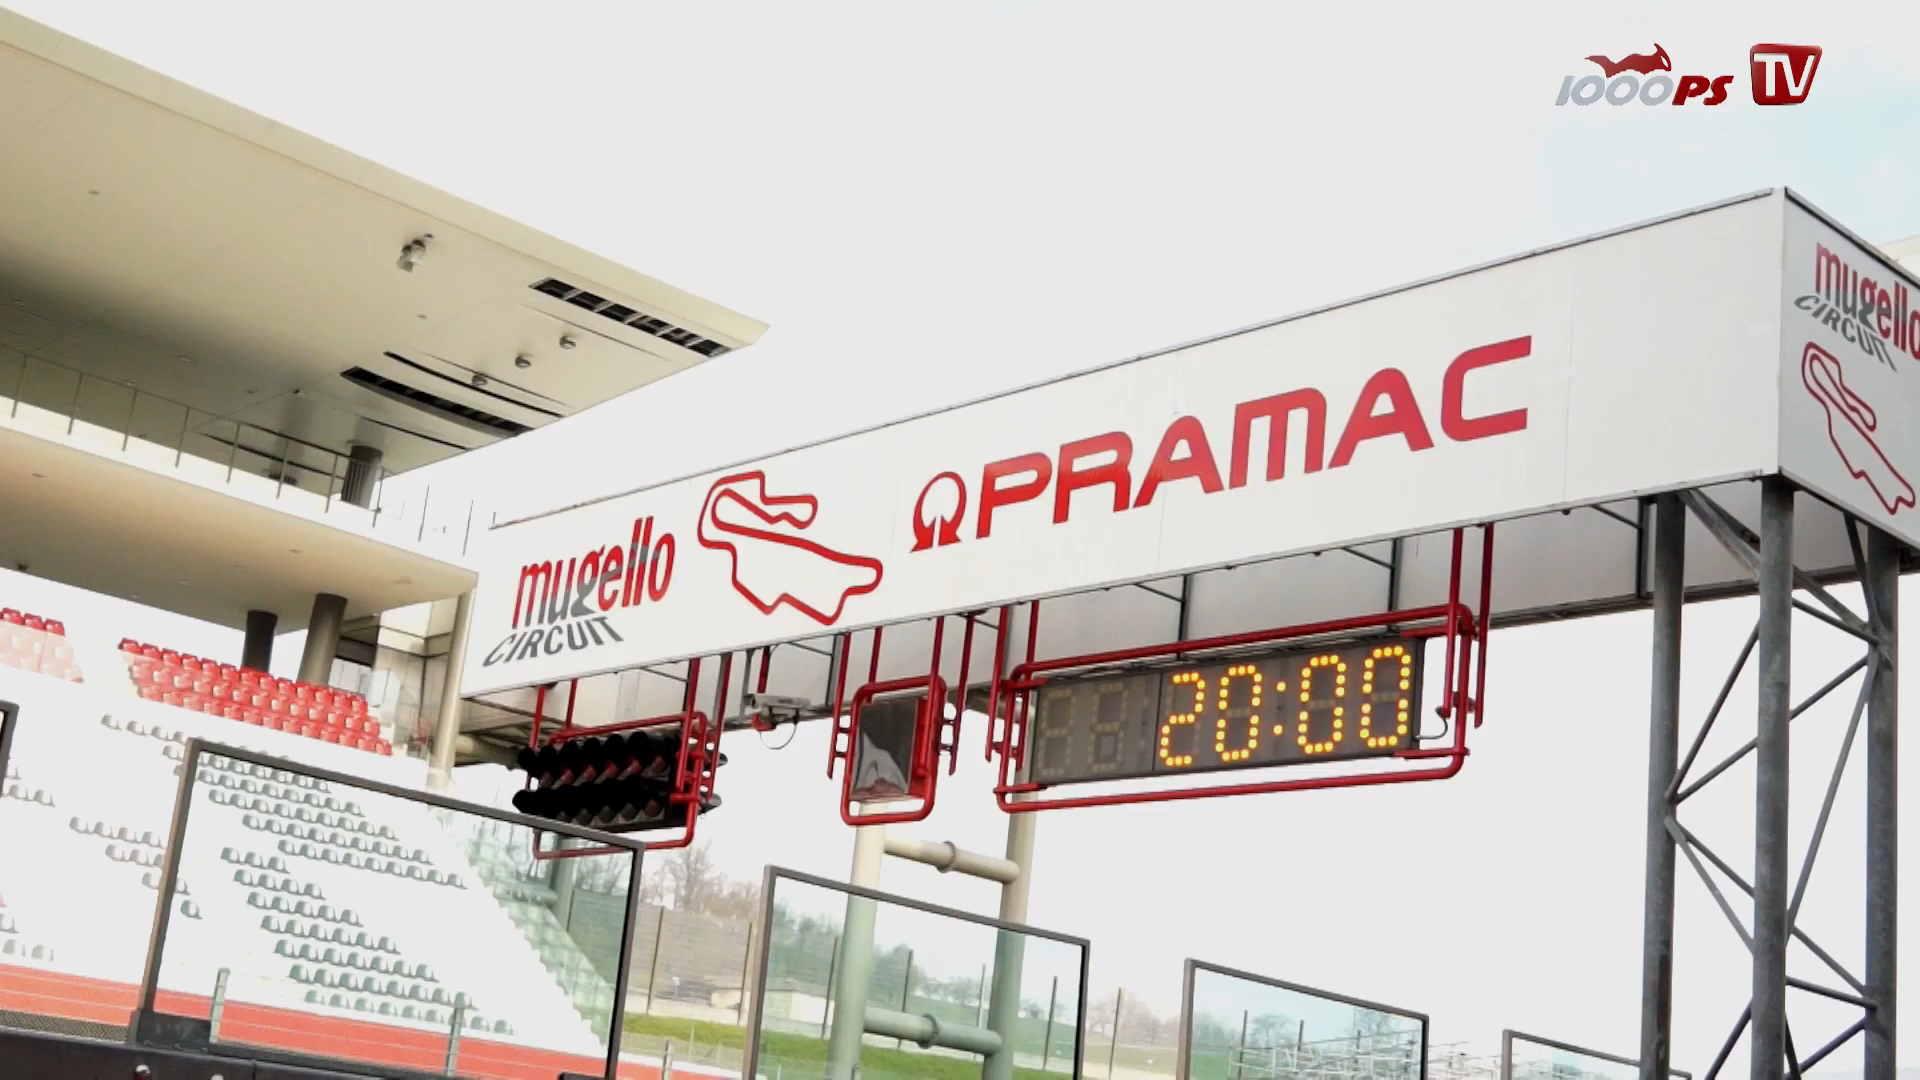 1000PS TV
mugello
CIRCUIT
PRAMAC
mugello
CIRCUIT
20:00